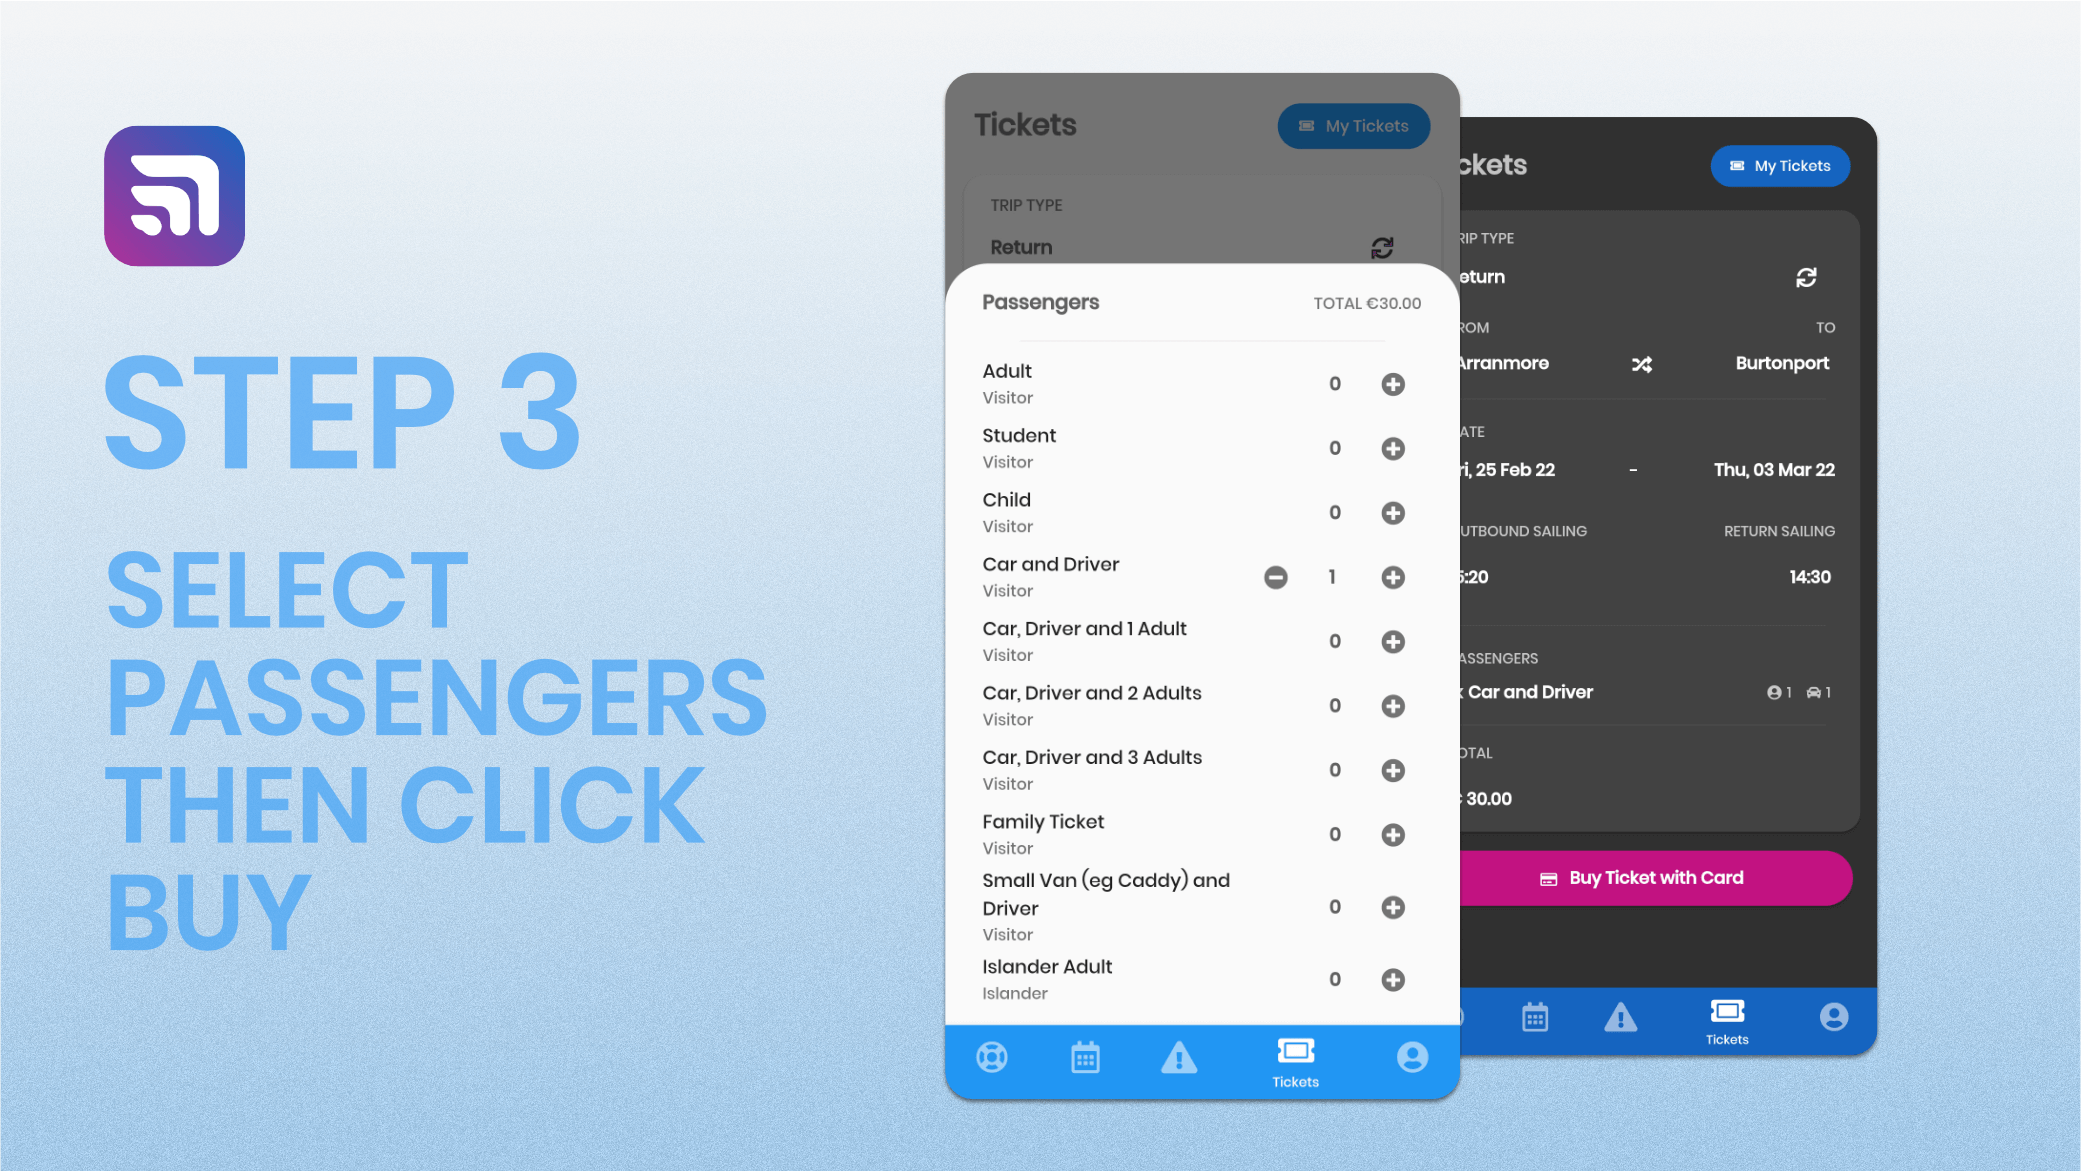 STEP 3
SELECT
PASSENGERS
THEN CLICK
BUY
Tickets
My Tickets
TRIP TYPE
Return
Passengers
TOTAL €30.00
Adult
Visitor
0
Student
Visitor
0
Child
Visitor
0
Car and Driver
Visitor
1
Car, Driver and 1 Adult
Visitor
0
Car, Driver and 2 Adults
Visitor
0
Car, Driver and 3 Adults
Visitor
0
Family Ticket
Visitor
0
Small Van (eg Caddy) and
Driver
Visitor
0
Islander Adult
Islander
0
Tickets
ckets
My Tickets
RIP TYPE
eturn
ROM
TO
Arranmore
Burtonport
ATE
ri, 25 Feb 22
-
Thu, 03 Mar 22
UTBOUND SAILING
RETURN SAILING
5:20
14:30
ASSENGERS
x Car and Driver
1
1
OTAL
€ 30.00
Buy Ticket with Card
Tickets